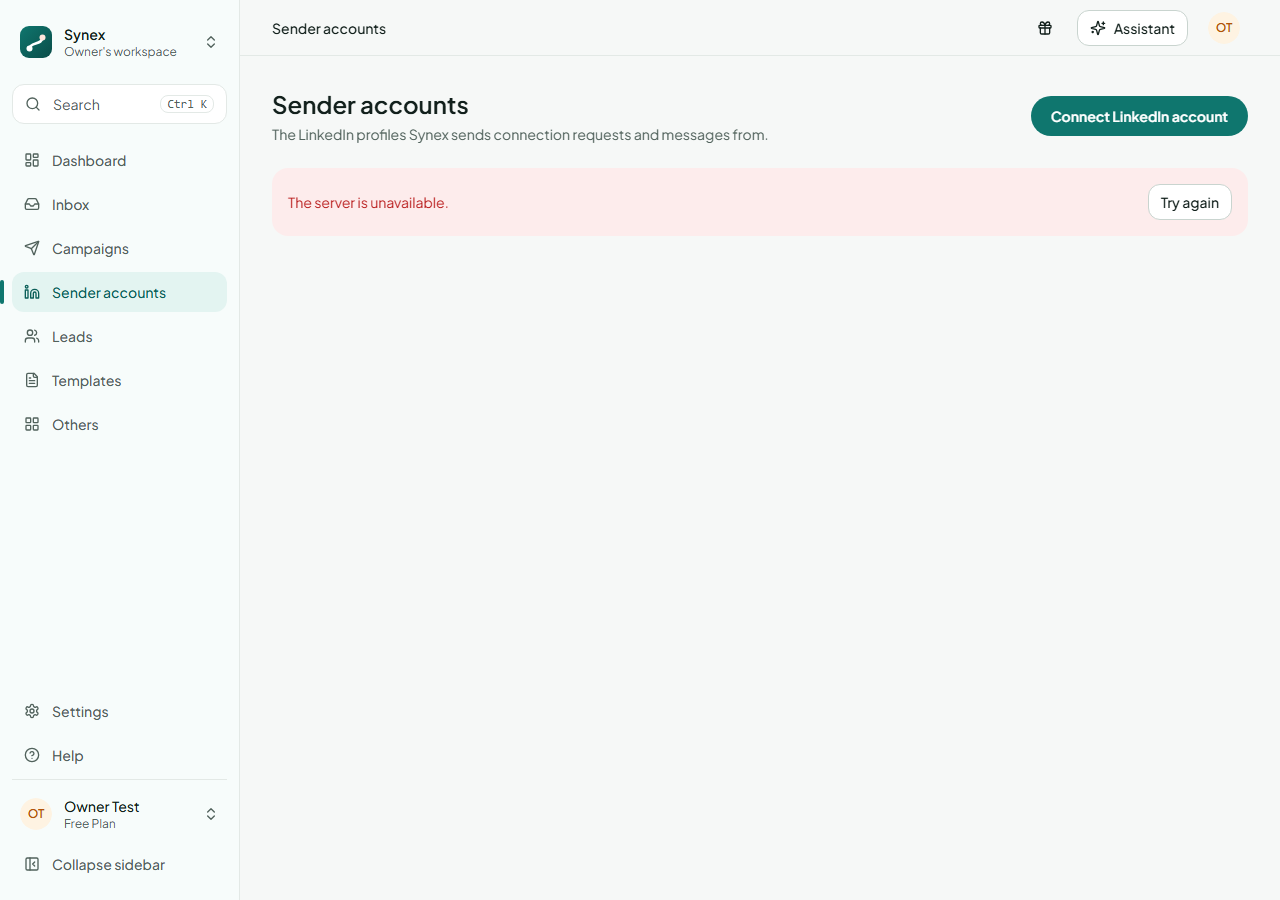 Synex
Owner's workspace
Search
Ctrl K
Dashboard
Inbox
Campaigns
Sender accounts
Leads
Templates
Others
Settings
Help
OT
Owner Test
Free Plan
Collapse sidebar
Sender accounts
Assistant
OT
Sender accounts
The LinkedIn profiles Synex sends connection requests and messages from.
Connect LinkedIn account
The server is unavailable.
Try again